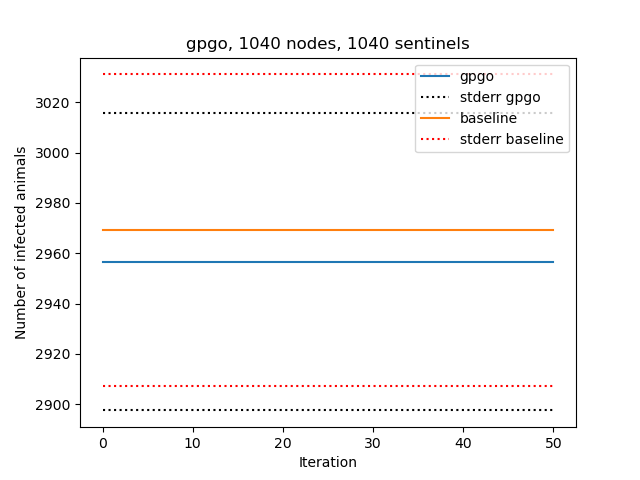 gpgo, 1040 nodes, 1040 sentinels
gpgo
stderr gpgo
baseline
stderr baseline
Number of infected animals
3020
3000
2980
2960
2940
2920
2900
0 10 20 30 40 50
Iteration